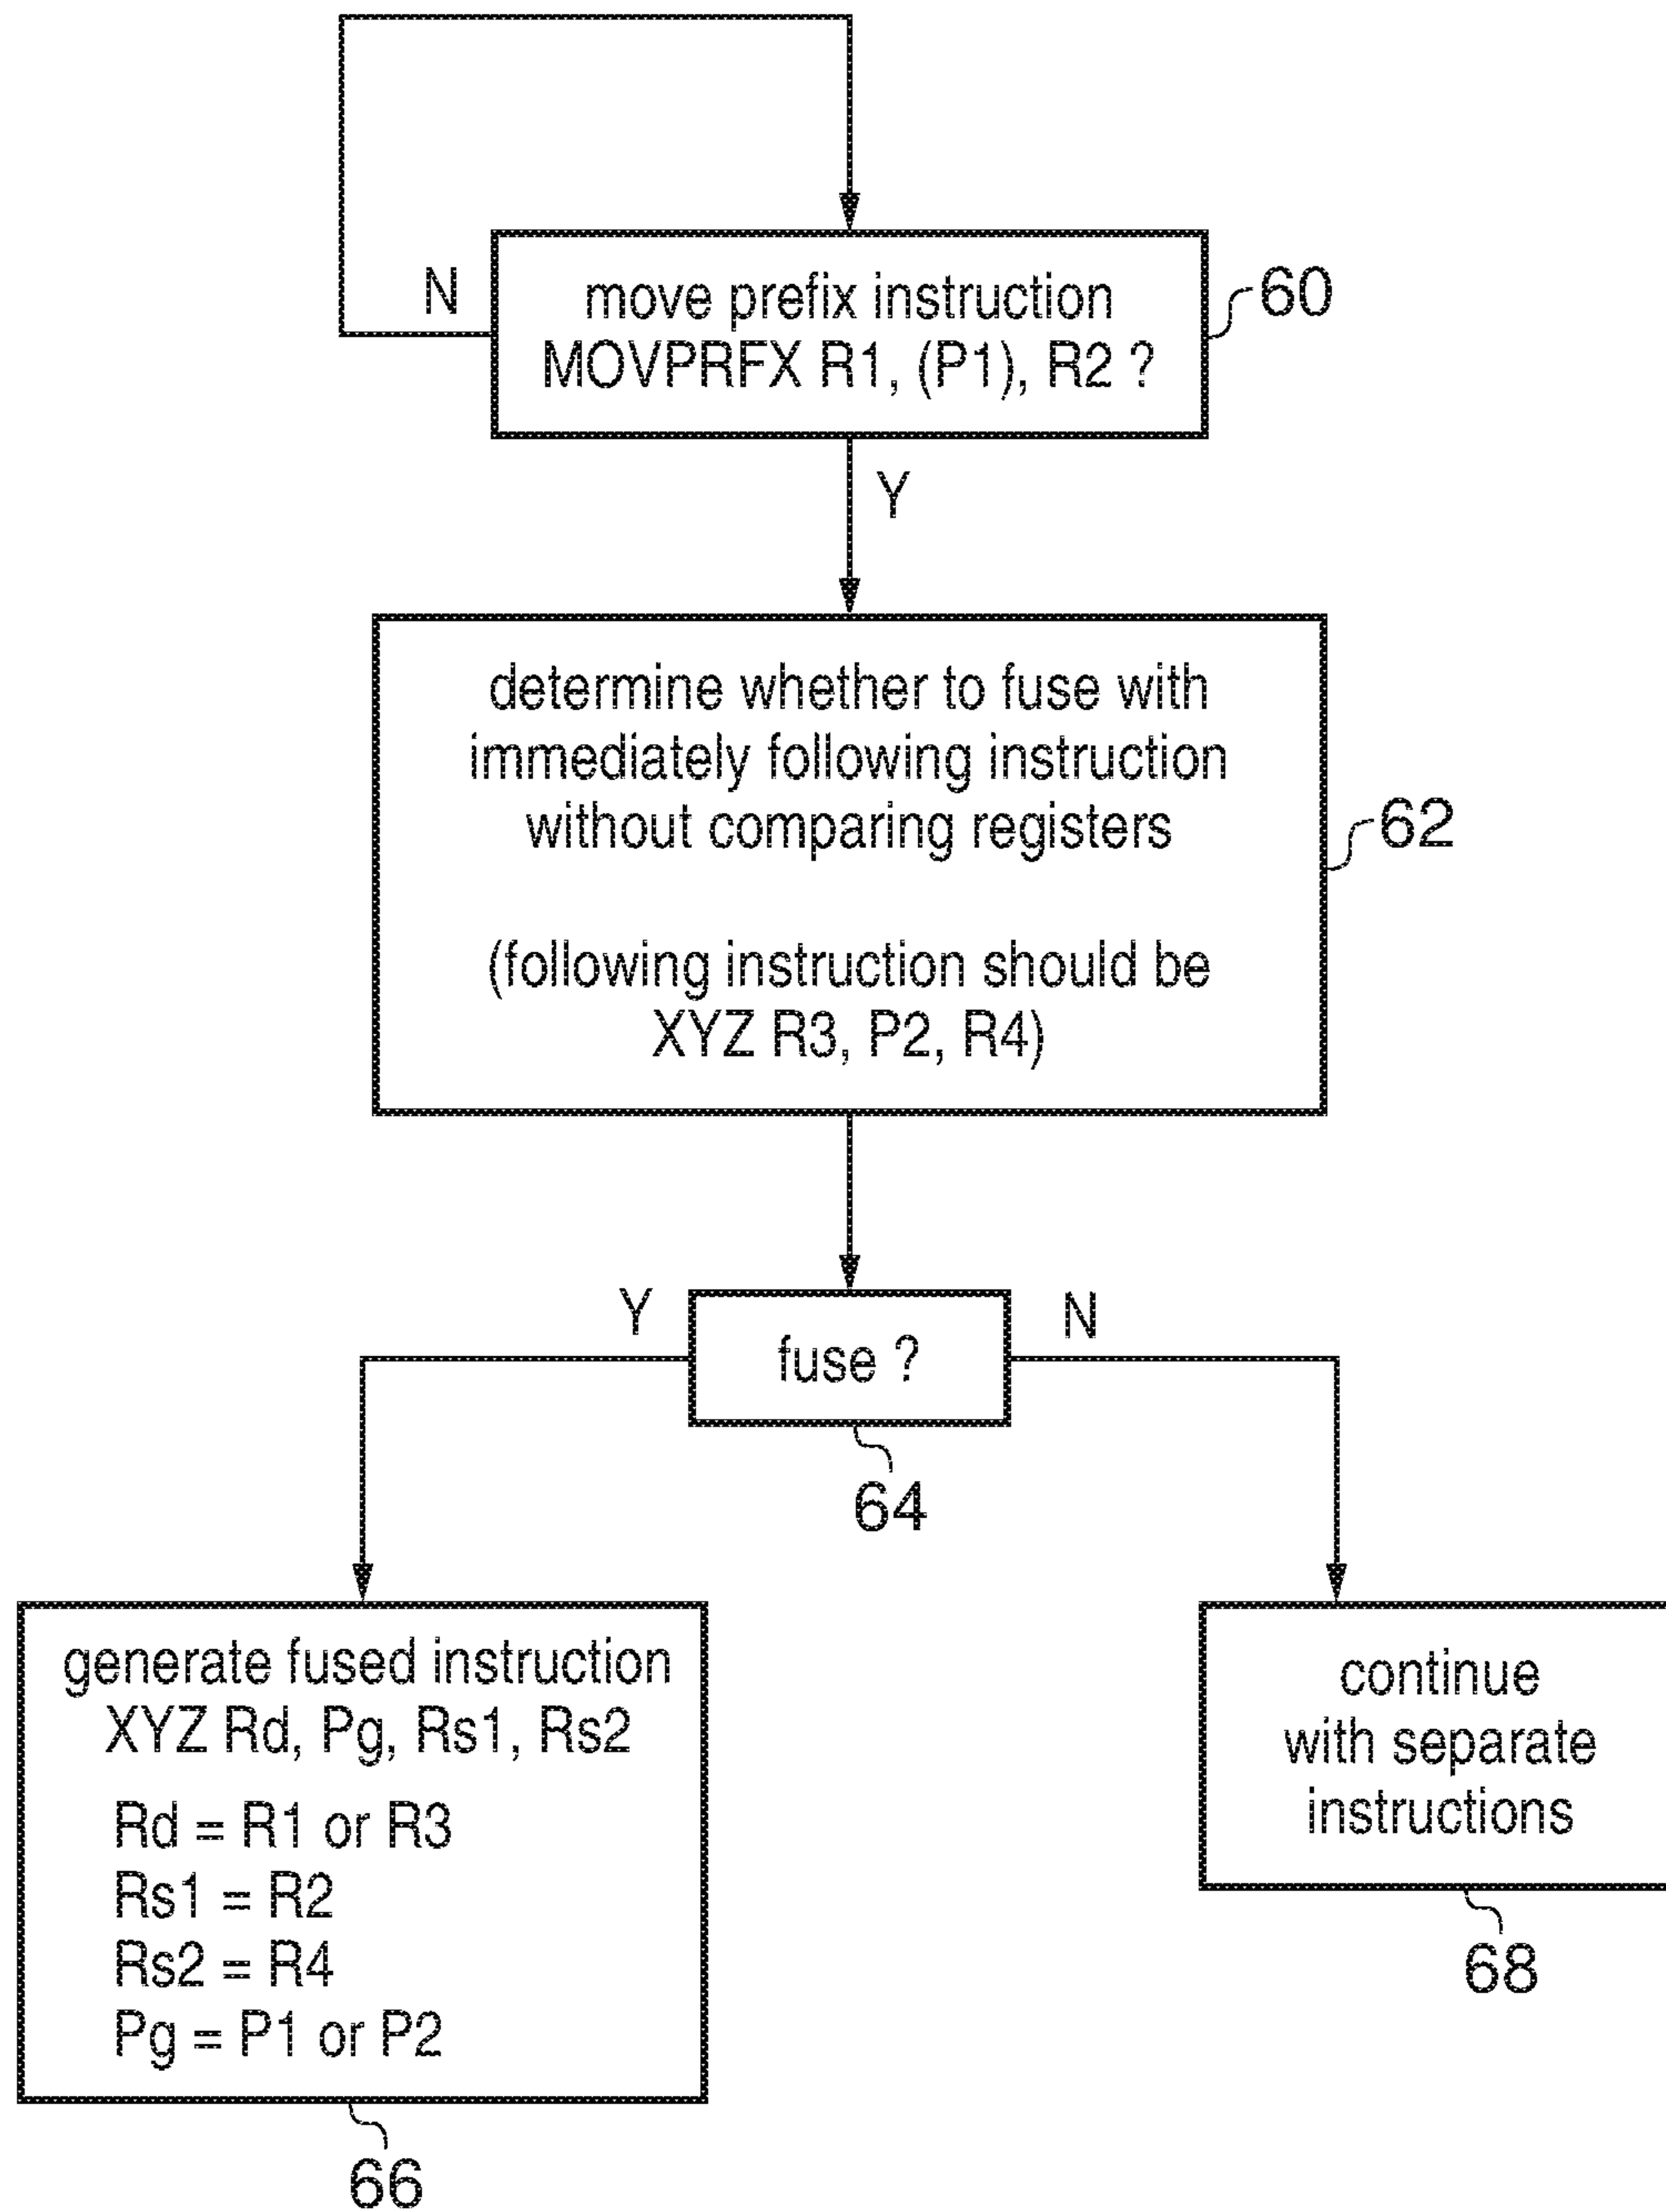 N
move prefix instruction
MOVPRFX R1, (P1), R2 ?
60
Y
determine whether to fuse with
immediately following instruction
without comparing registers
(following instruction should be
XYZ R3, P2, R4)
62
Y
fuse ?
N
64
generate fused instruction
XYZ Rd, Pg, Rs1, Rs2
Rd = R1 or R3
Rs1 = R2
Rs2 = R4
Pg = P1 or P2
66
continue
with separate
instructions
68